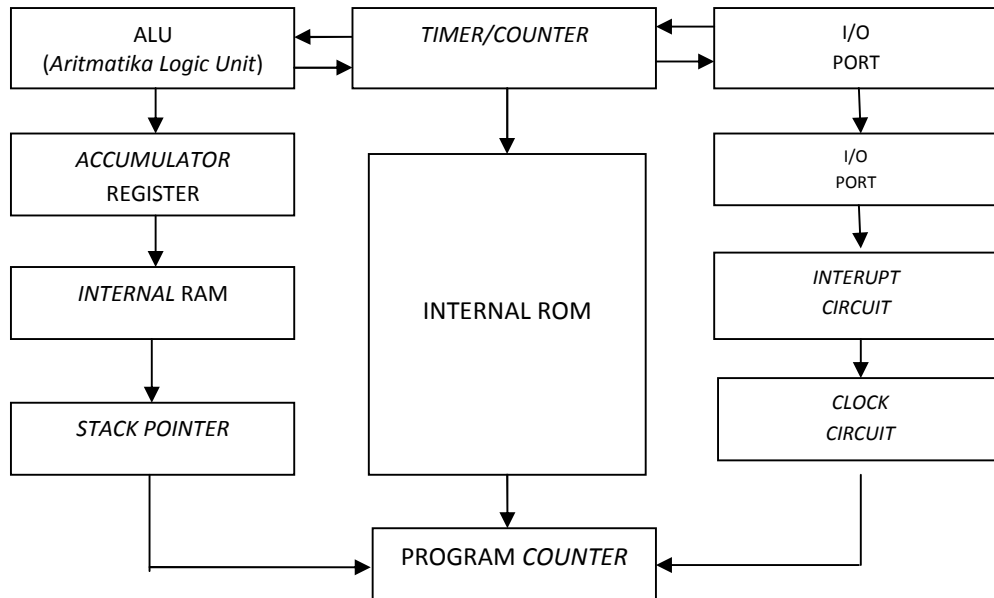 ALU
(Aritmatika Logic Unit)
TIMER/COUNTER
I/O
PORT
ACCUMULATOR
REGISTER
I/O
PORT
INTERNAL RAM
INTERNAL ROM
INTERUPT
CIRCUIT
STACK POINTER
CLOCK
CIRCUIT
PROGRAM COUNTER